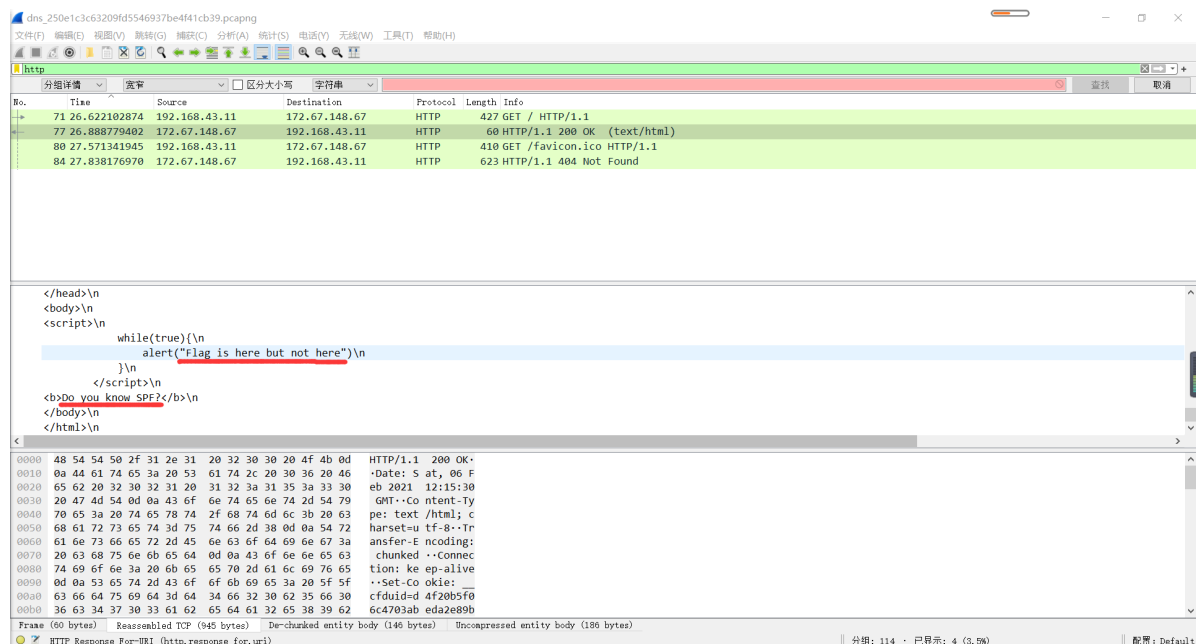 dns_250e1c3c63209fd5546937be4f41cb39.pcapng
文件(F) 编辑(E) 视图(V) 跳转(G) 捕获(C) 分析(A) 统计(S) 电话(Y) 无线(W) 工具(T) 帮助(H)
http
分组详情 宽窄 区分大小写 字符串 查找 取消
No. Time Source Destination Protocol Length Info
71 26.622102874 192.168.43.11 172.67.148.67 HTTP 427 GET / HTTP/1.1
77 26.888779402 172.67.148.67 192.168.43.11 HTTP 60 HTTP/1.1 200 OK (text/html)
80 27.571341945 192.168.43.11 172.67.148.67 HTTP 410 GET /favicon.ico HTTP/1.1
84 27.838176970 172.67.148.67 192.168.43.11 HTTP 623 HTTP/1.1 404 Not Found
</head>\n
<body>\n
<script>\n
while(true){\n
alert("Flag is here but not here")\n
}\n
</script>\n
<b>Do you know SPF?</b>\n
</body>\n
</html>\n
0000 48 54 54 50 2f 31 2e 31 20 32 30 30 20 4f 4b 0d HTTP/1.1 200 OK·
0010 0a 44 61 74 65 3a 20 53 61 74 2c 20 30 36 20 46 ·Date: S at, 06 F
0020 65 62 20 32 30 32 31 20 31 32 3a 31 35 3a 33 30 eb 2021 12:15:30
0030 20 47 4d 54 0d 0a 43 6f 6e 74 65 6e 74 2d 54 79 GMT··Co ntent-Ty
0040 70 65 3a 20 74 65 78 74 2f 68 74 6d 6c 3b 20 63 pe: text /html; c
0050 68 61 72 73 65 74 3d 75 74 66 2d 38 0d 0a 54 72 harset=u tf-8··Tr
0060 61 6e 73 66 65 72 2d 45 6e 63 6f 64 69 6e 67 3a ansfer-E ncoding:
0070 20 63 68 75 6e 6b 65 64 0d 0a 43 6f 6e 6e 65 63 chunked ··Connec
0080 74 69 6f 6e 3a 20 6b 65 65 70 2d 61 6c 69 76 65 tion: ke ep-alive
0090 0d 0a 53 65 74 2d 43 6f 6f 6b 69 65 3a 20 5f 5f ··Set-Co okie: __
00a0 63 66 64 75 69 64 3d 64 34 66 32 30 62 35 66 30 cfduid=d 4f20b5f0
00b0 36 63 34 37 30 33 61 62 65 64 61 32 65 38 39 62 6c4703ab eda2e89b
Frame (60 bytes) Reassembled TCP (945 bytes) De-chunked entity body (146 bytes) Uncompressed entity body (186 bytes)
HTTP Response For-URI (http.response_for.uri) 分组: 114 · 已显示: 4 (3.5%) 配置: Default